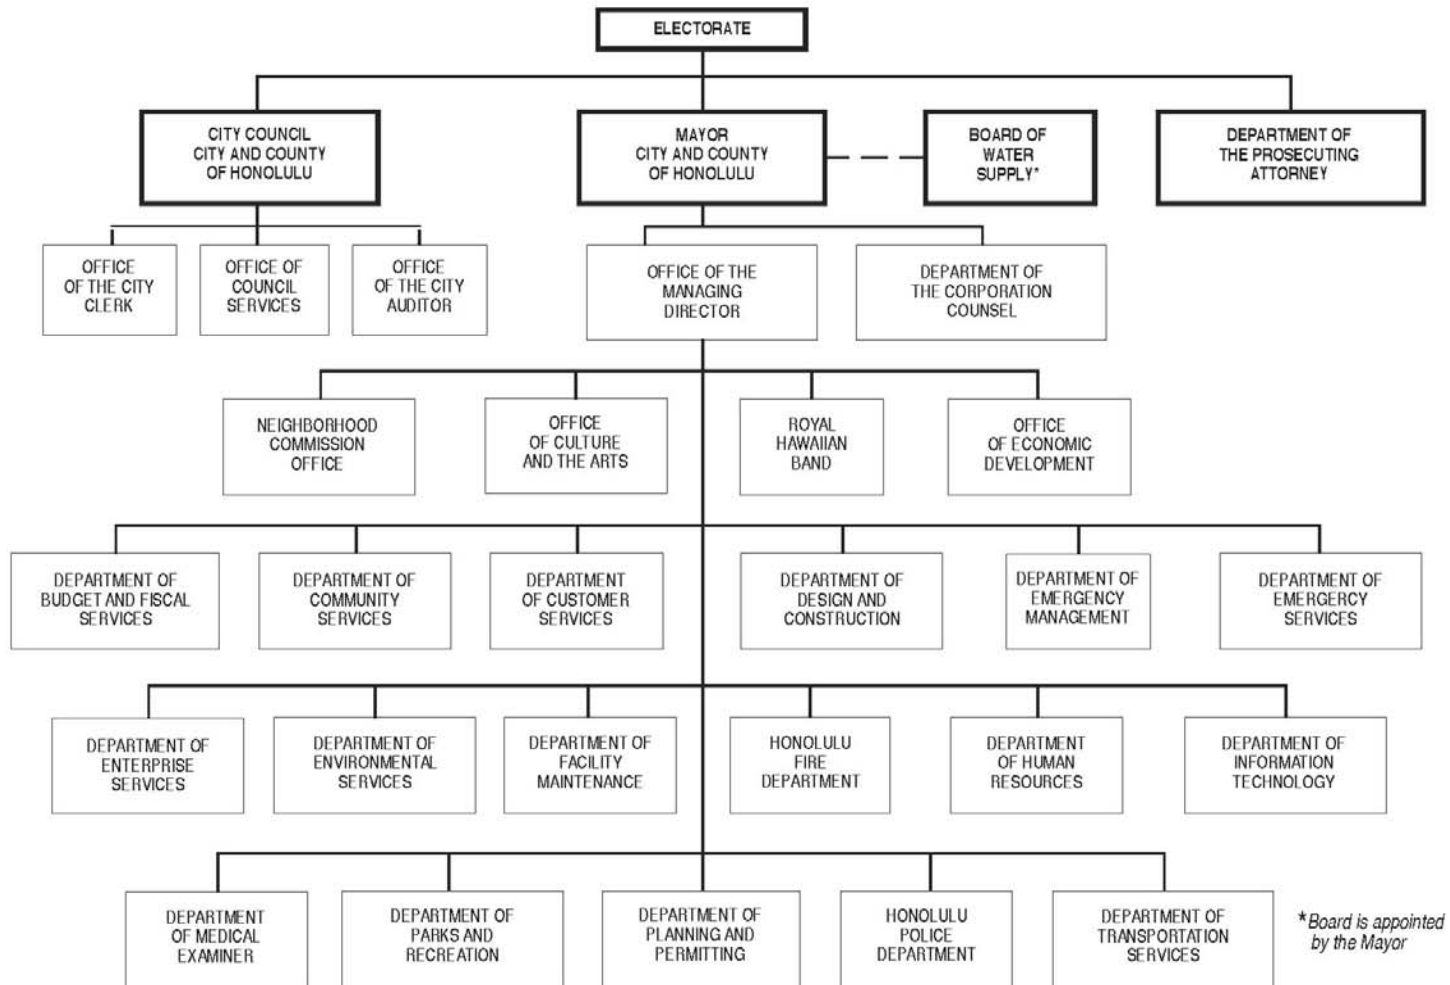 ELECTORATE
CITY COUNCIL
CITY AND COUNTY
OF HONOLULU
MAYOR
CITY AND COUNTY
OF HONOLULU
BOARD OF
WATER
SUPPLY*
DEPARTMENT OF
THE PROSECUTING
ATTORNEY
OFFICE
OF THE CITY
CLERK
OFFICE OF
COUNCIL
SERVICES
OFFICE
OF THE CITY
AUDITOR
OFFICE OF THE
MANAGING
DIRECTOR
DEPARTMENT OF
THE CORPORATION
COUNSEL
NEIGHBORHOOD
COMMISSION
OFFICE
OFFICE
OF CULTURE
AND THE ARTS
ROYAL
HAWAIIAN
BAND
OFFICE
OF ECONOMIC
DEVELOPMENT
DEPARTMENT OF
BUDGET AND FISCAL
SERVICES
DEPARTMENT OF
COMMUNITY
SERVICES
DEPARTMENT
OF CUSTOMER
SERVICES
DEPARTMENT OF
DESIGN AND
CONSTRUCTION
DEPARTMENT OF
EMERGENCY
MANAGEMENT
DEPARTMENT OF
EMERGENCY
SERVICES
DEPARTMENT OF
ENTERPRISE
SERVICES
DEPARTMENT OF
ENVIRONMENTAL
SERVICES
DEPARTMENT OF
FACILITY
MAINTENANCE
HONOLULU
FIRE
DEPARTMENT
DEPARTMENT
OF HUMAN
RESOURCES
DEPARTMENT OF
INFORMATION
TECHNOLOGY
DEPARTMENT
OF MEDICAL
EXAMINER
DEPARTMENT OF
PARKS AND
RECREATION
DEPARTMENT OF
PLANNING AND
PERMITTING
HONOLULU
POLICE
DEPARTMENT
DEPARTMENT OF
TRANSPORTATION
SERVICES
*Board is appointed
by the Mayor